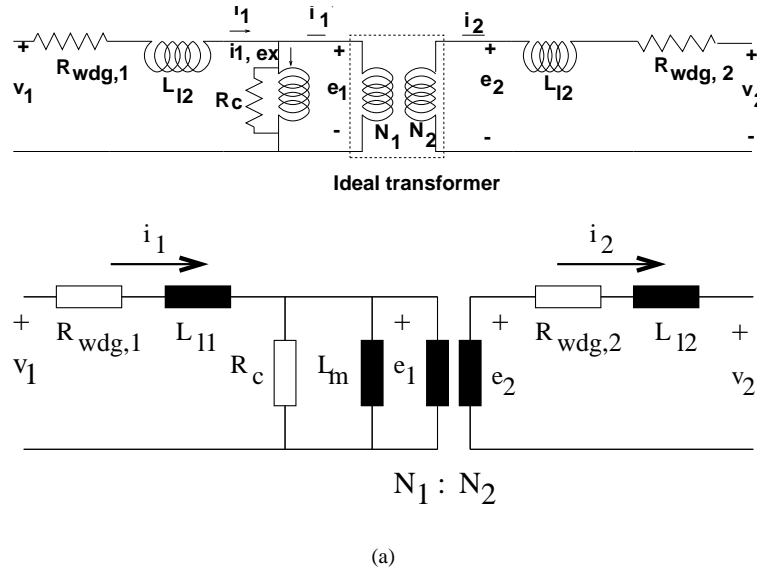 i1 i1' i2
+ Rwdg,1 Ll2 i1, ex + + Ll2 Rwdg, 2 +
v1 Rc e1 N1 N2 e2 v2
- - - -
Ideal transformer
i1 i2
+ Rwdg,1 Ll1 + + Rwdg,2 Ll2 +
v1 Rc Lm e1 e2 v2
N1 : N2
(a)